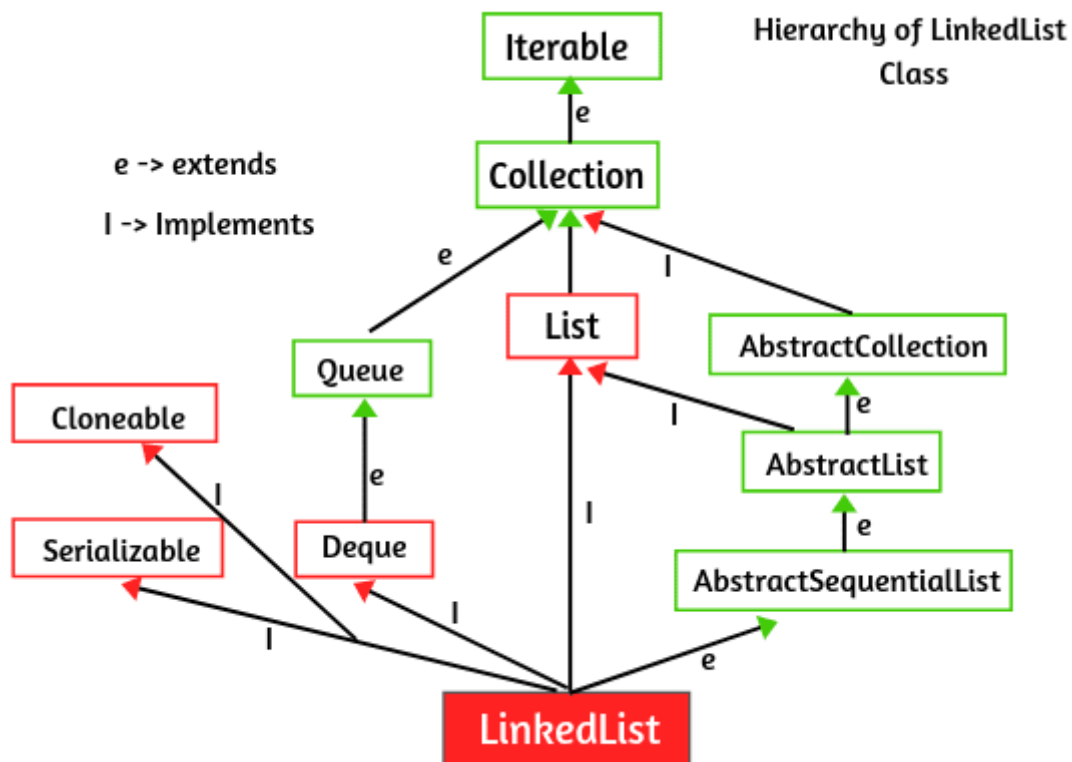 Iterable
Hierarchy of LinkedList
Class
e
e -> extends
Collection
I -> Implements
e
I
List
AbstractCollection
Queue
Cloneable
e
I
AbstractList
e
I
I
e
Serializable
Deque
AbstractSequentialList
I
I
e
LinkedList